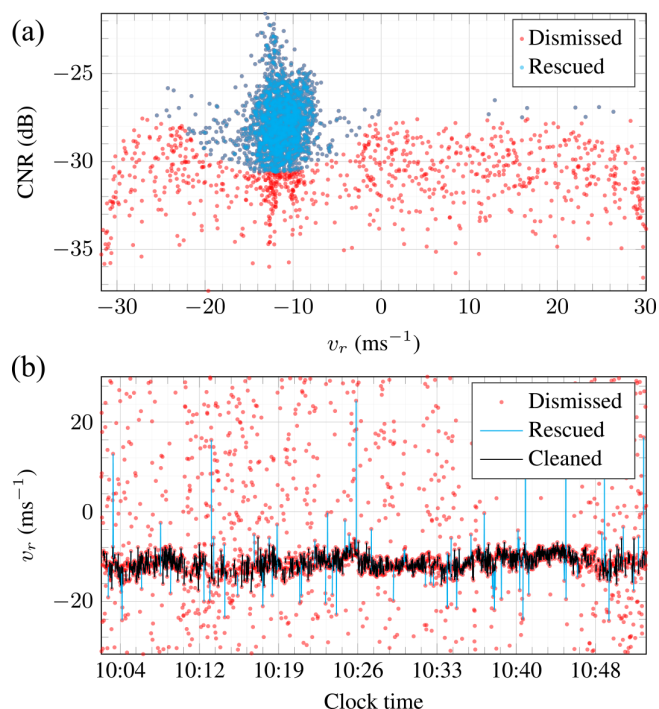 (a)
−25
−30
−35
CNR (dB)
Dismissed
Rescued
−30 −20 −10 0 10 20 30
v_r (ms⁻¹)
(b)
20
0
−20
v_r (ms⁻¹)
Dismissed
Rescued
Cleaned
10:04 10:12 10:19 10:26 10:33 10:40 10:48
Clock time